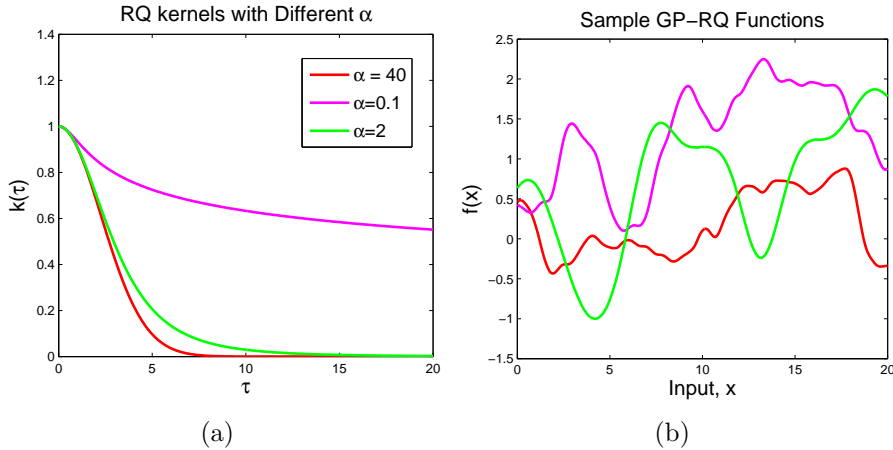 RQ kernels with Different α
1.4
1.2
1
0.8
0.6
0.4
0.2
0
k(τ)
α = 40
α=0.1
α=2
0
5
10
15
20
τ
(a)
Sample GP−RQ Functions
2.5
2
1.5
1
0.5
0
−0.5
−1
−1.5
f(x)
0
5
10
15
20
Input, x
(b)